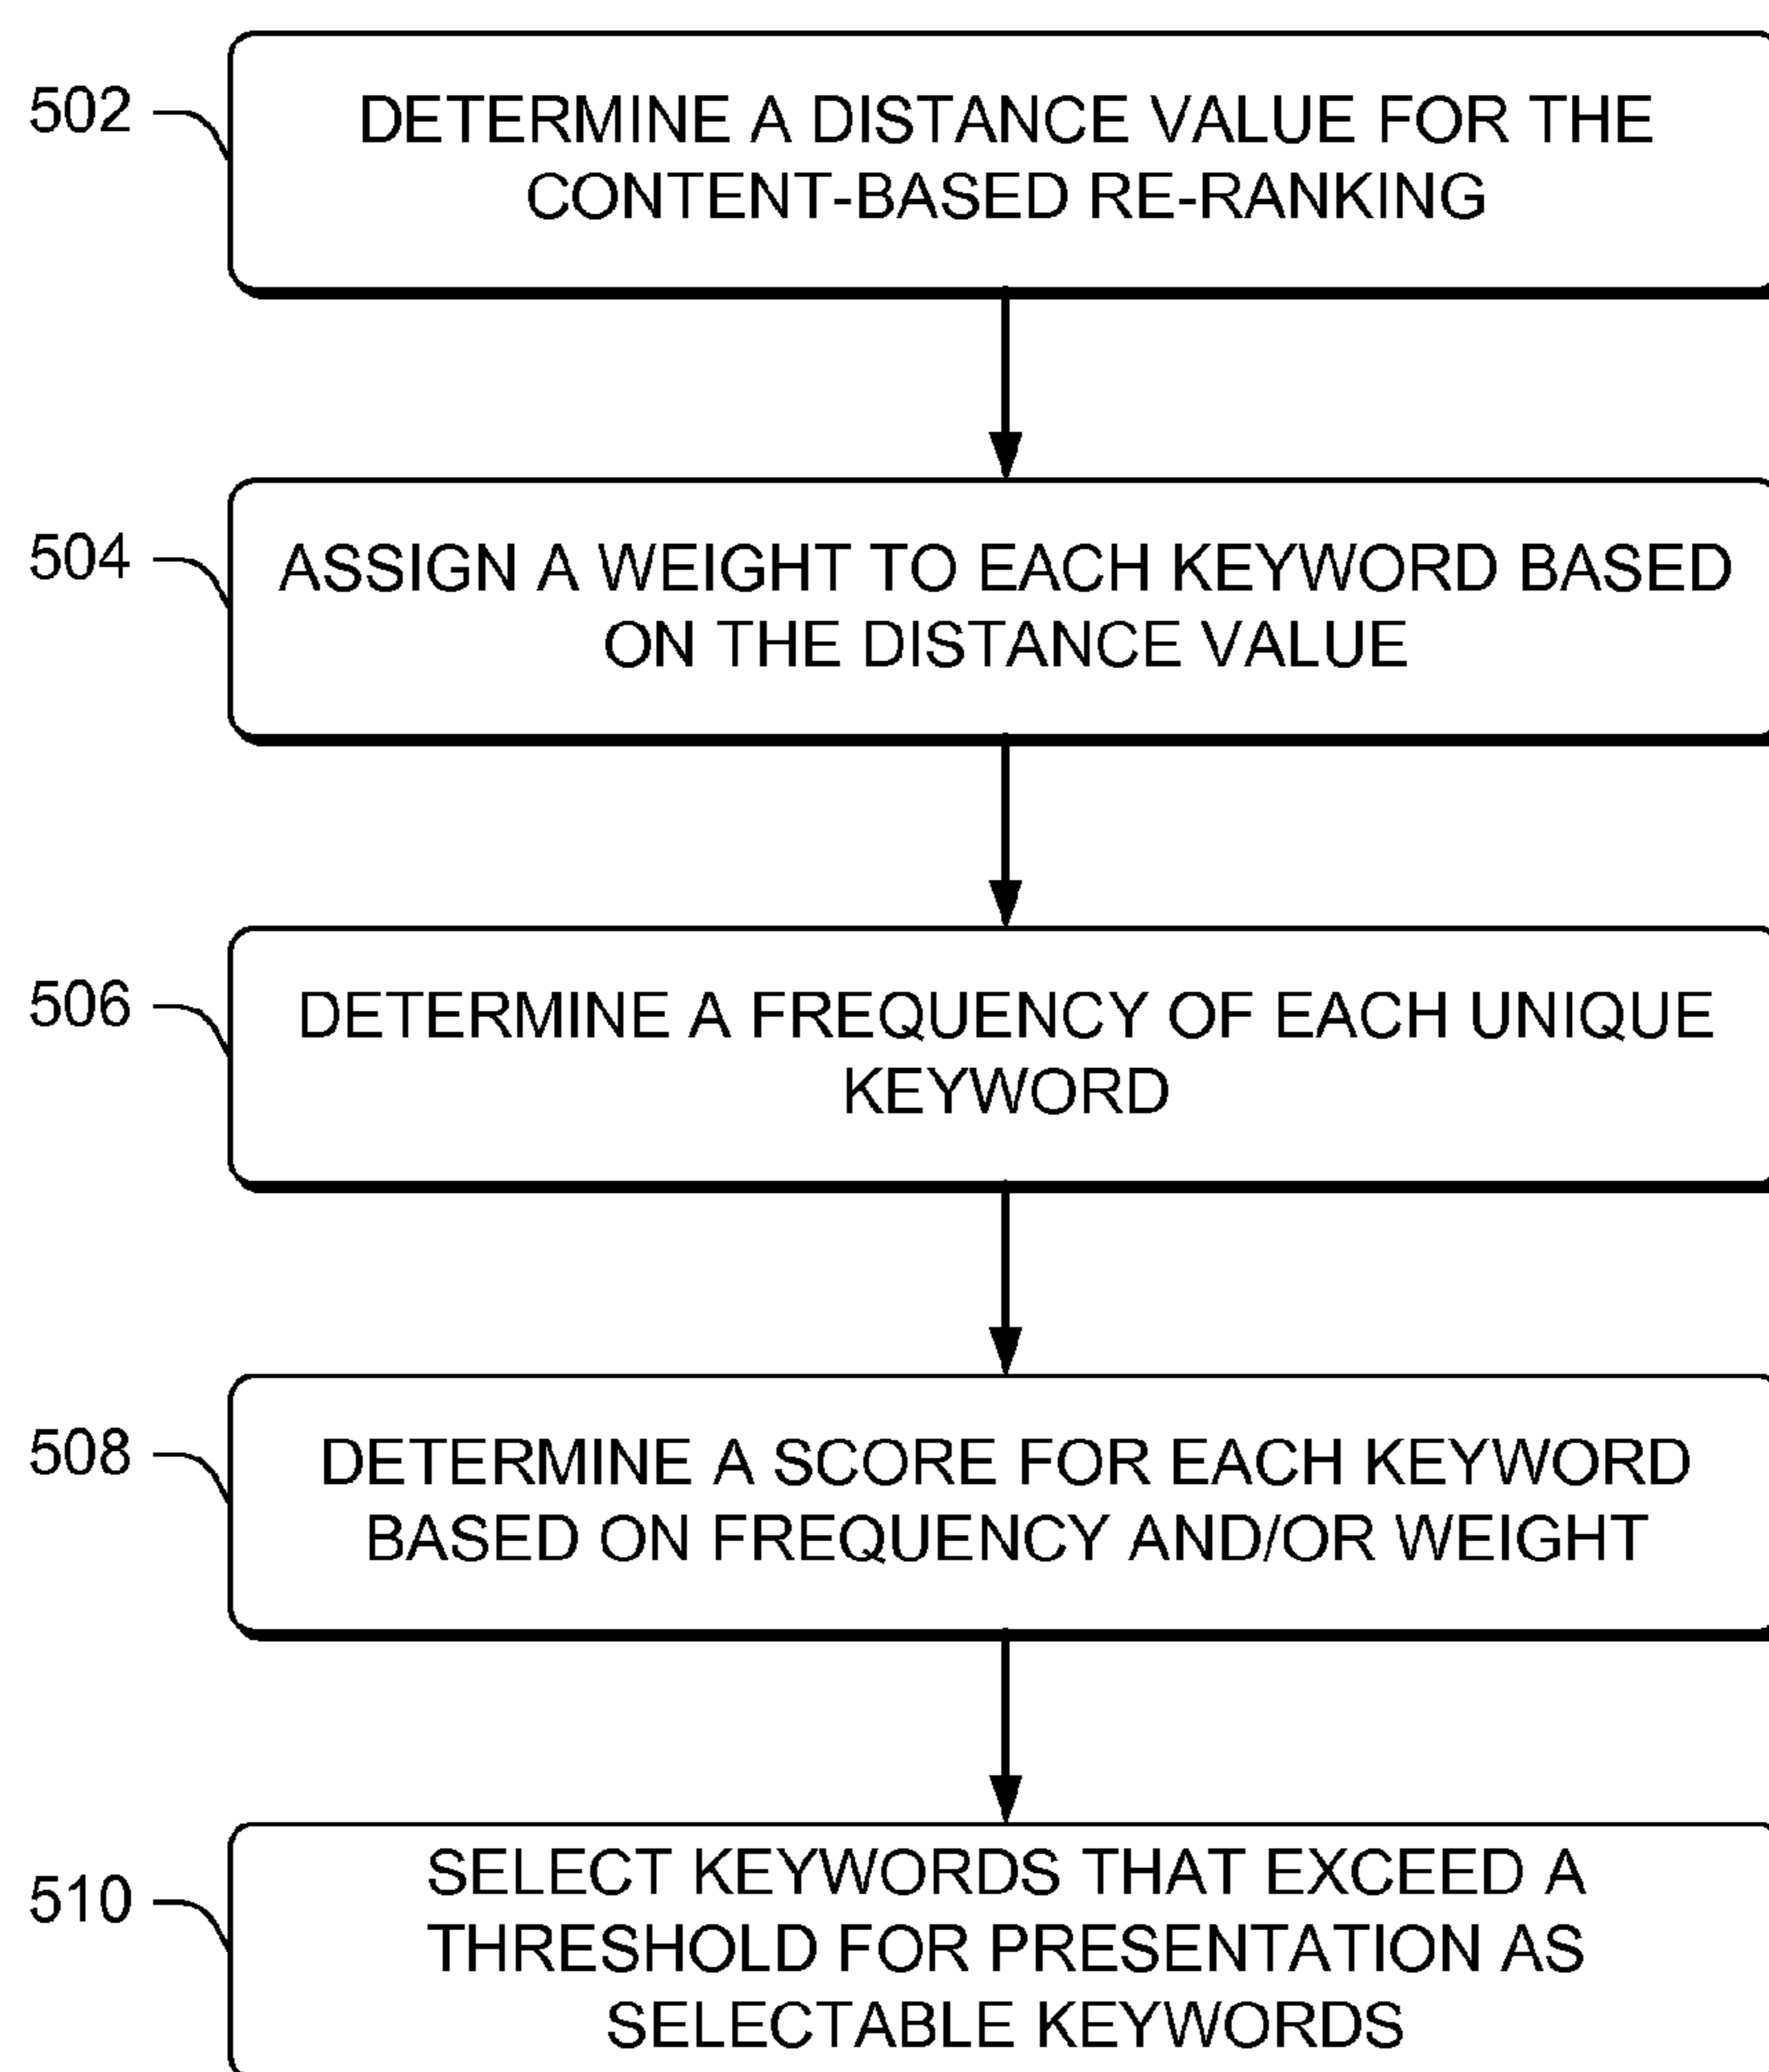 502
DETERMINE A DISTANCE VALUE FOR THE
CONTENT-BASED RE-RANKING
504
ASSIGN A WEIGHT TO EACH KEYWORD BASED
ON THE DISTANCE VALUE
506
DETERMINE A FREQUENCY OF EACH UNIQUE
KEYWORD
508
DETERMINE A SCORE FOR EACH KEYWORD
BASED ON FREQUENCY AND/OR WEIGHT
510
SELECT KEYWORDS THAT EXCEED A
THRESHOLD FOR PRESENTATION AS
SELECTABLE KEYWORDS